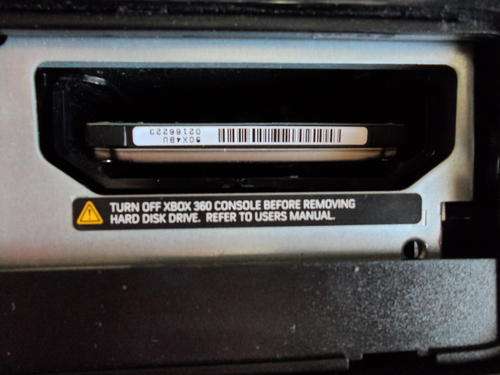 TURN OFF XBOX 360 CONSOLE BEFORE REMOVING
HARD DISK DRIVE. REFER TO USERS MANUAL.